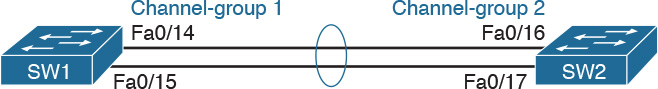 Channel-group 1 Channel-group 2
Fa0/14 Fa0/16
SW1 SW2
Fa0/15 Fa0/17